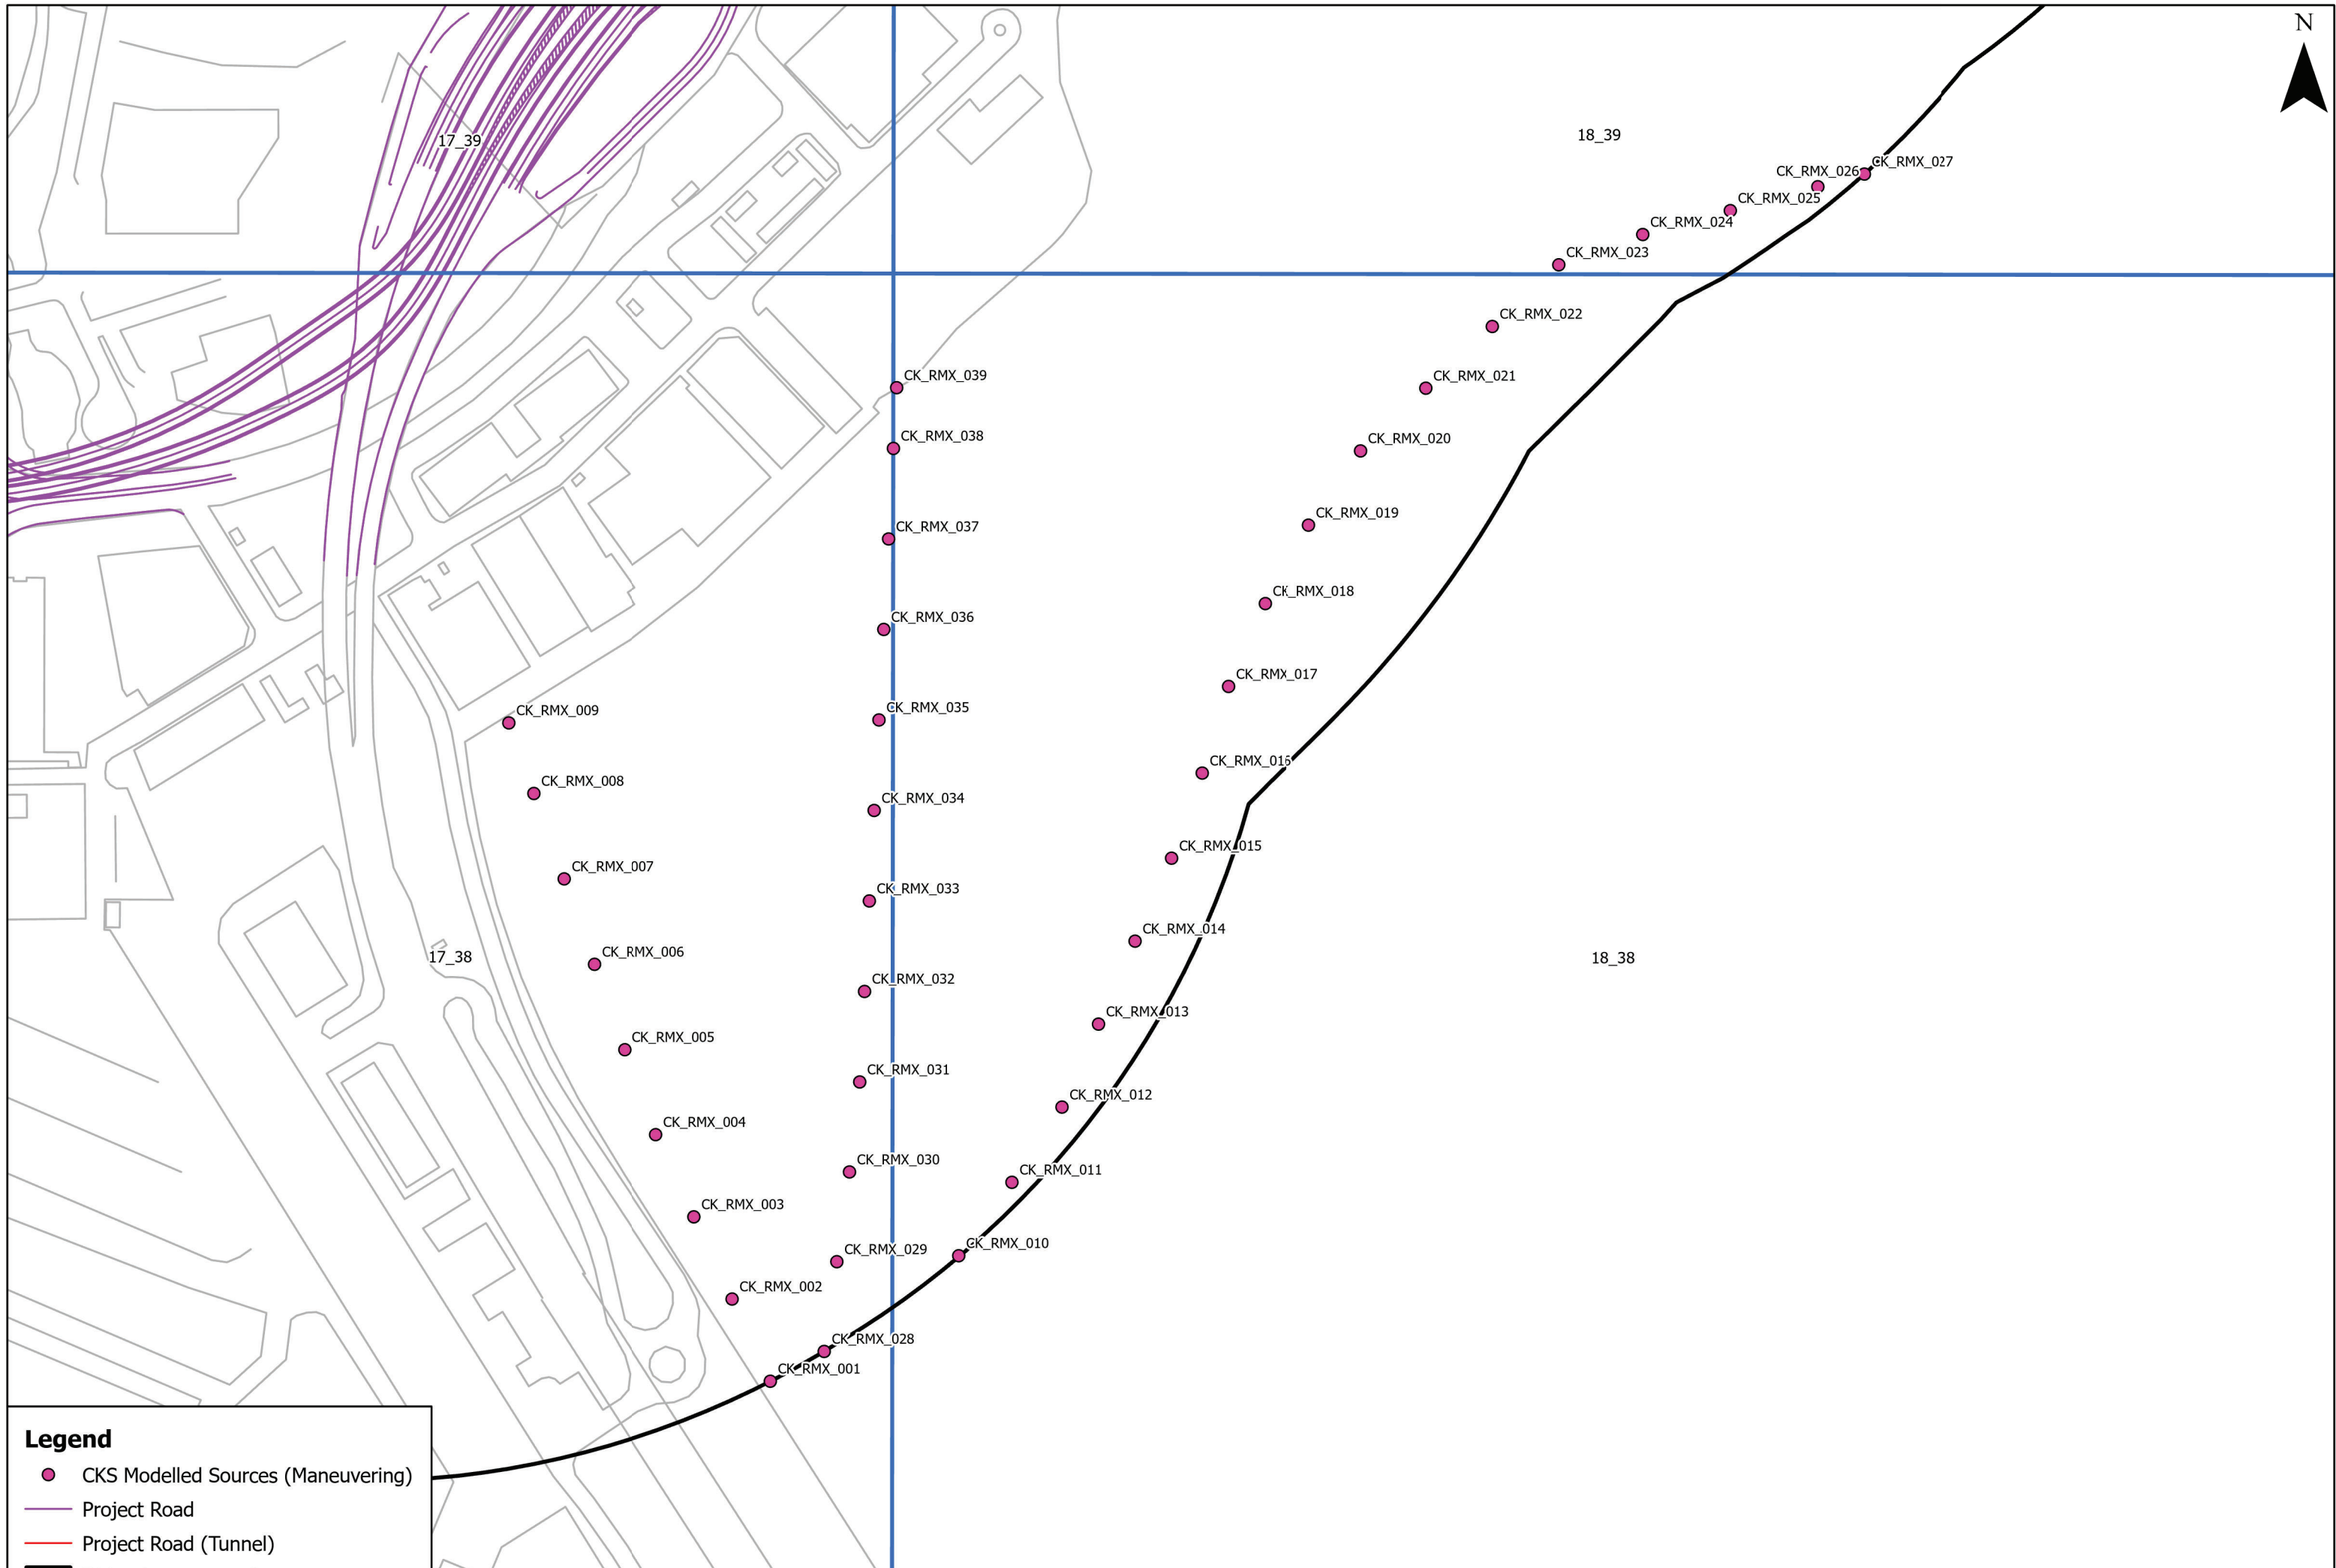 N
17_39
18_39
CK_RMX_027
CK_RMX_026
CK_RMX_025
CK_RMX_024
CK_RMX_023
CK_RMX_022
CK_RMX_039
CK_RMX_021
CK_RMX_038
CK_RMX_020
CK_RMX_037
CK_RMX_019
CK_RMX_036
CK_RMX_018
CK_RMX_017
CK_RMX_009
CK_RMX_035
CK_RMX_016
CK_RMX_008
CK_RMX_034
CK_RMX_015
CK_RMX_007
CK_RMX_033
CK_RMX_014
17_38
CK_RMX_006
18_38
CK_RMX_032
CK_RMX_013
CK_RMX_005
CK_RMX_031
CK_RMX_012
CK_RMX_004
CK_RMX_030
CK_RMX_011
CK_RMX_003
CK_RMX_010
CK_RMX_029
CK_RMX_002
CK_RMX_028
CK_RMX_001
Legend
CKS Modelled Sources (Maneuvering)
Project Road
Project Road (Tunnel)